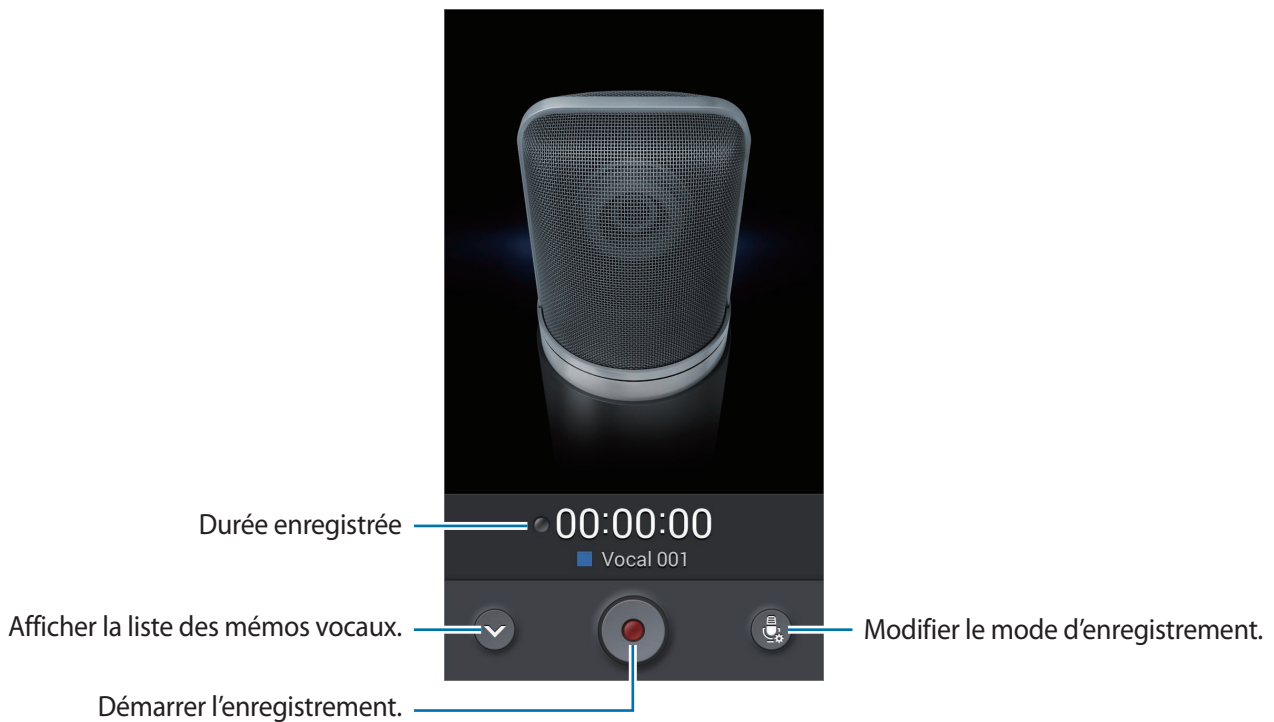 Durée enregistrée
00:00:00
Vocal 001
Afficher la liste des mémos vocaux.
Modifier le mode d’enregistrement.
Démarrer l’enregistrement.